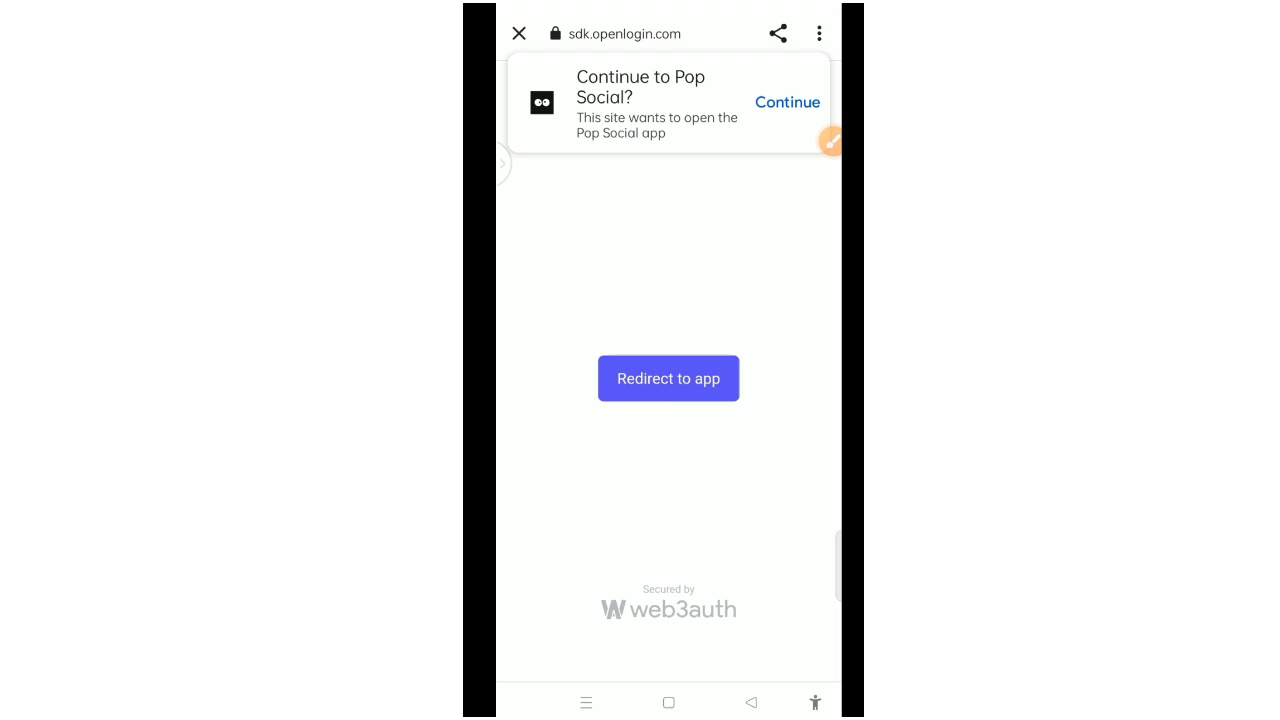 sdk.openlogin.com
Continue to Pop
Social?
This site wants to open the
Pop Social app
Continue
Redirect to app
Secured by
web3auth